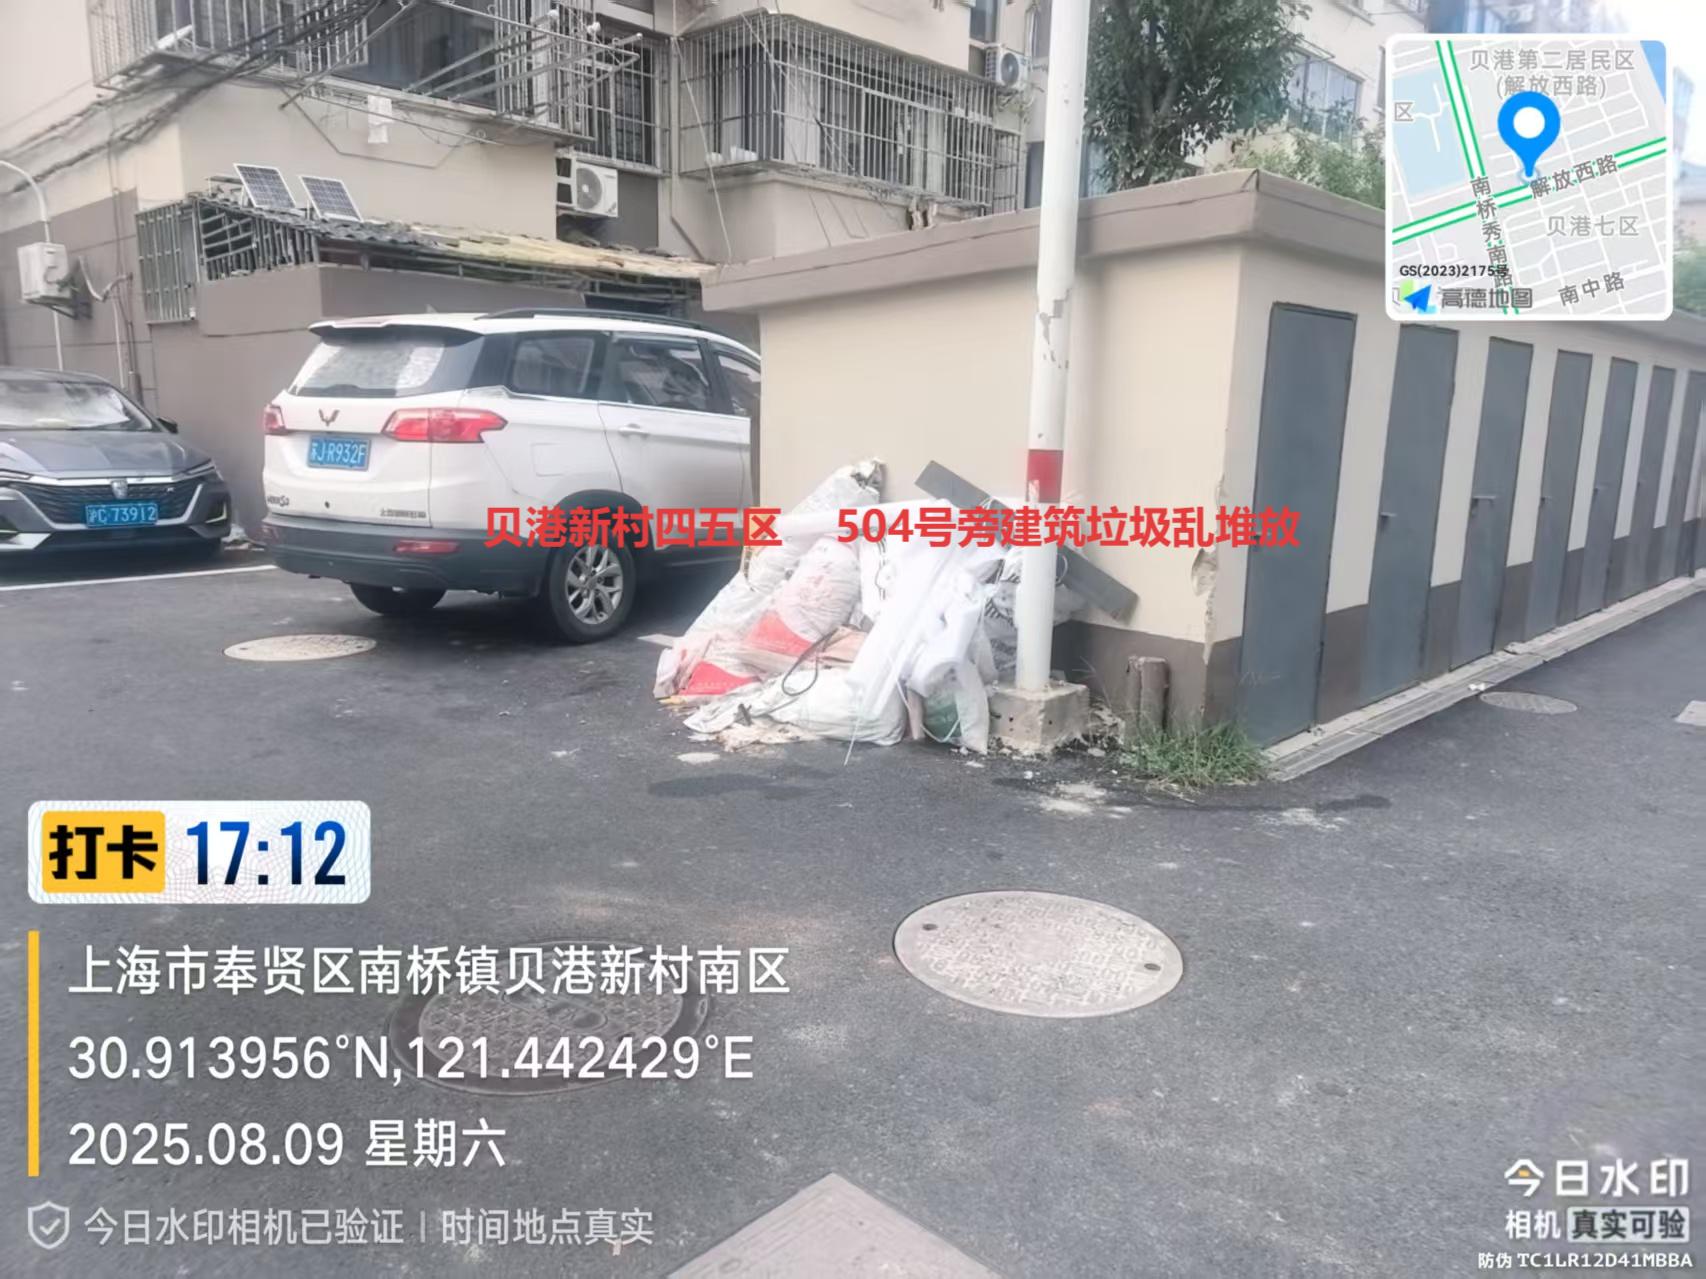 贝港第二居民区
(解放西路)
区
解放西路
南桥秀南路
贝港七区
GS(2023)2175号
高德地图
南中路
苏J·R932F
沪C·73912
贝港新村四五区 504号旁建筑垃圾乱堆放
打卡 17:12
上海市奉贤区南桥镇贝港新村南区
30.913956°N,121.442429°E
2025.08.09 星期六
今日水印相机已验证 | 时间地点真实
今日水印
相机 真实可验
防伪 TC1LR12D41MBBA